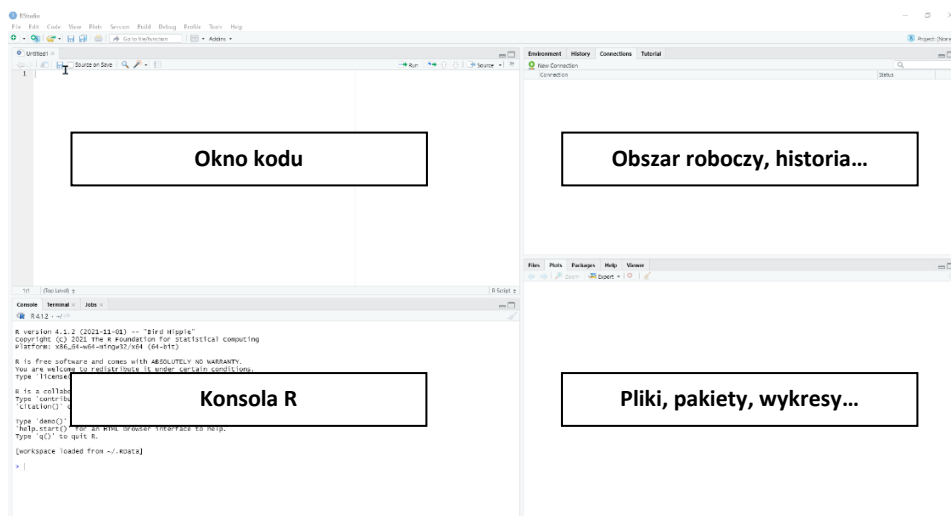 RStudio
File Edit Code View Plots Session Build Debug Profile Tools Help
Go to file/function Addins
Project: (None
Untitled1
Source on Save Run Source
1
Okno kodu
1:1 (Top Level) R Script
Console Terminal Jobs
R 4.1.2 · ~/
R version 4.1.2 (2021-11-01) -- "Bird Hippie"
Copyright (C) 2021 The R Foundation for Statistical Computing
Platform: x86_64-w64-mingw32/x64 (64-bit)
R is free software and comes with ABSOLUTELY NO WARRANTY.
You are welcome to redistribute it under certain conditions.
Type 'license
R is a collabo
Type 'contribu
'citation()' o
Konsola R
Type 'demo()'
'help.start()' for an HTML browser interface to help.
Type 'q()' to quit R.
[Workspace loaded from ~/.RData]
>
Environment History Connections Tutorial
New Connection
Connection Status
Obszar roboczy, historia…
Files Plots Packages Help Viewer
Zoom Export
Pliki, pakiety, wykresy…